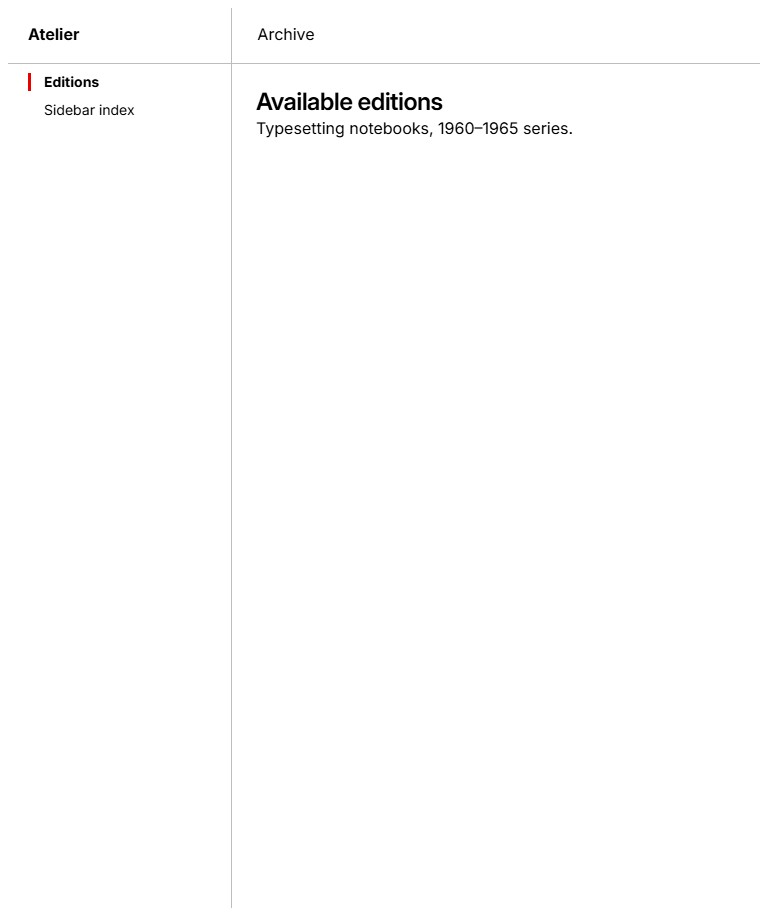 Atelier
Archive
Editions
Sidebar index
Available editions
Typesetting notebooks, 1960–1965 series.